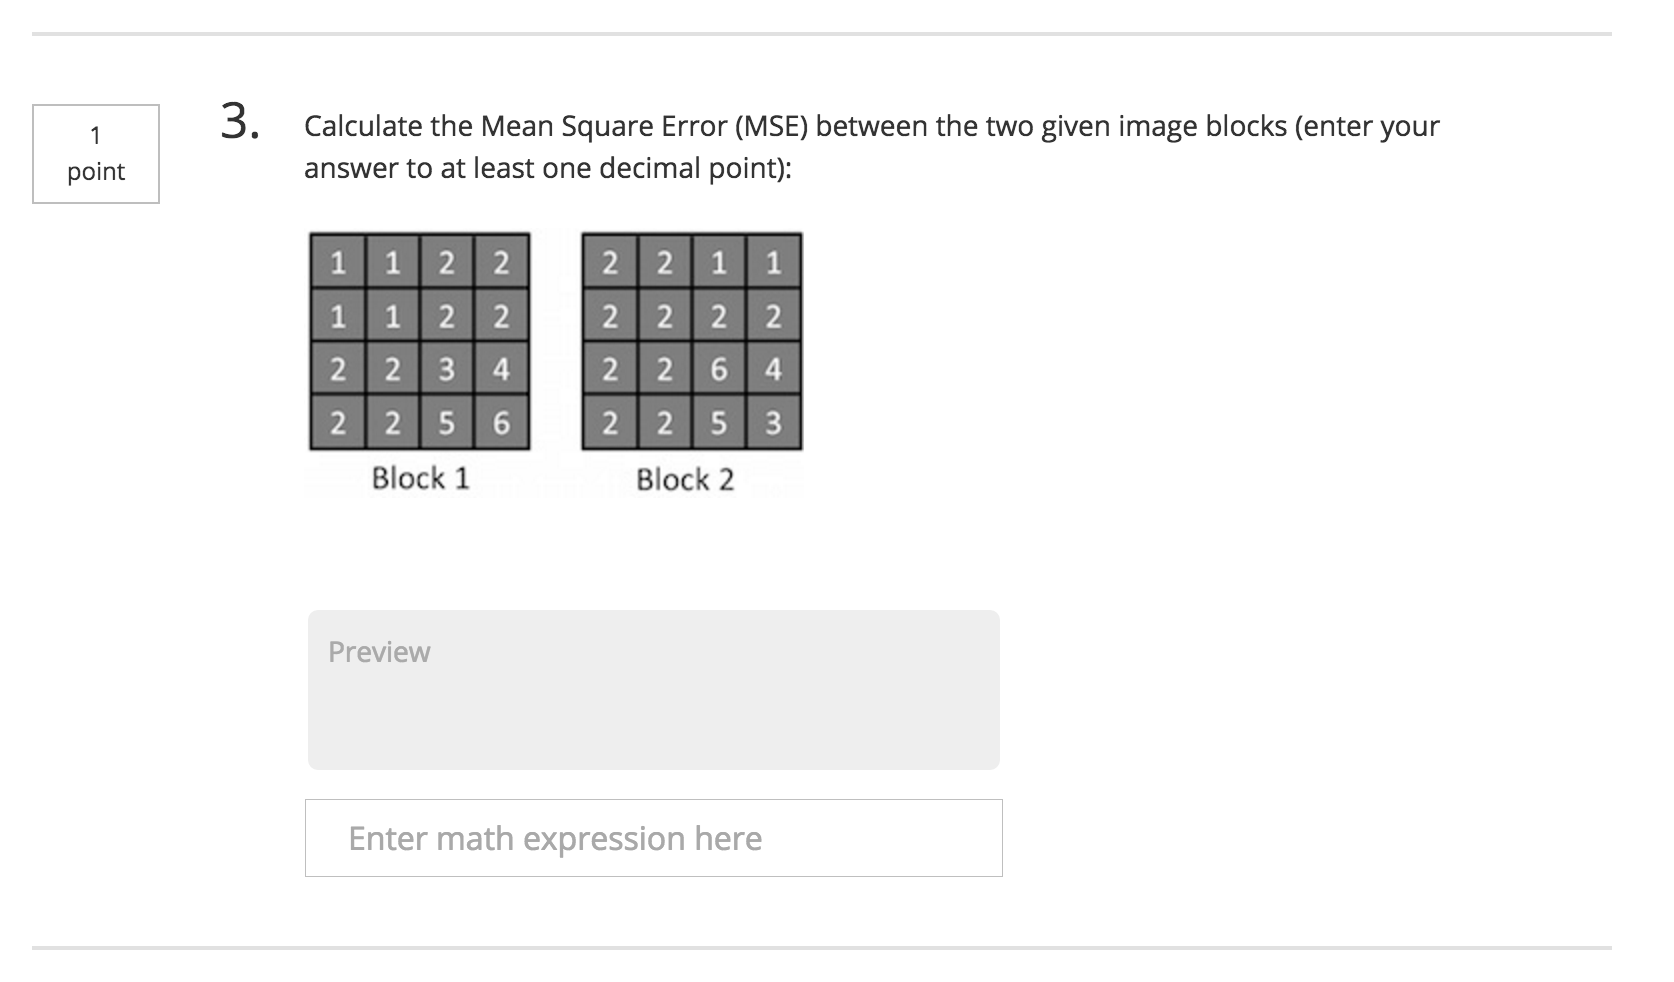 1
point
3.
Calculate the Mean Square Error (MSE) between the two given image blocks (enter your
answer to at least one decimal point):
1 1 2 2
1 1 2 2
2 2 3 4
2 2 5 6
Block 1
2 2 1 1
2 2 2 2
2 2 6 4
2 2 5 3
Block 2
Preview
Enter math expression here